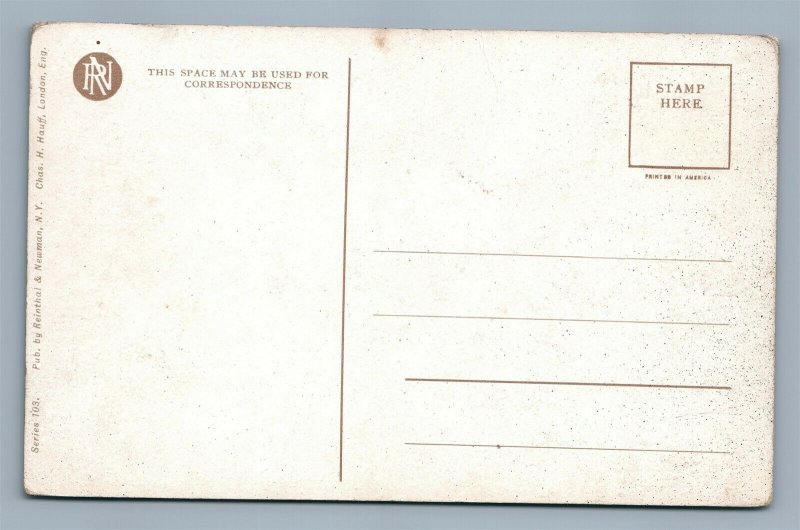 RN
THIS SPACE MAY BE USED FOR
CORRESPONDENCE
STAMP
HERE
PRINTED IN AMERICA
Series 103. Pub. by Reinthal & Newman, N.Y. Chas. H. Hauff, London, Eng.